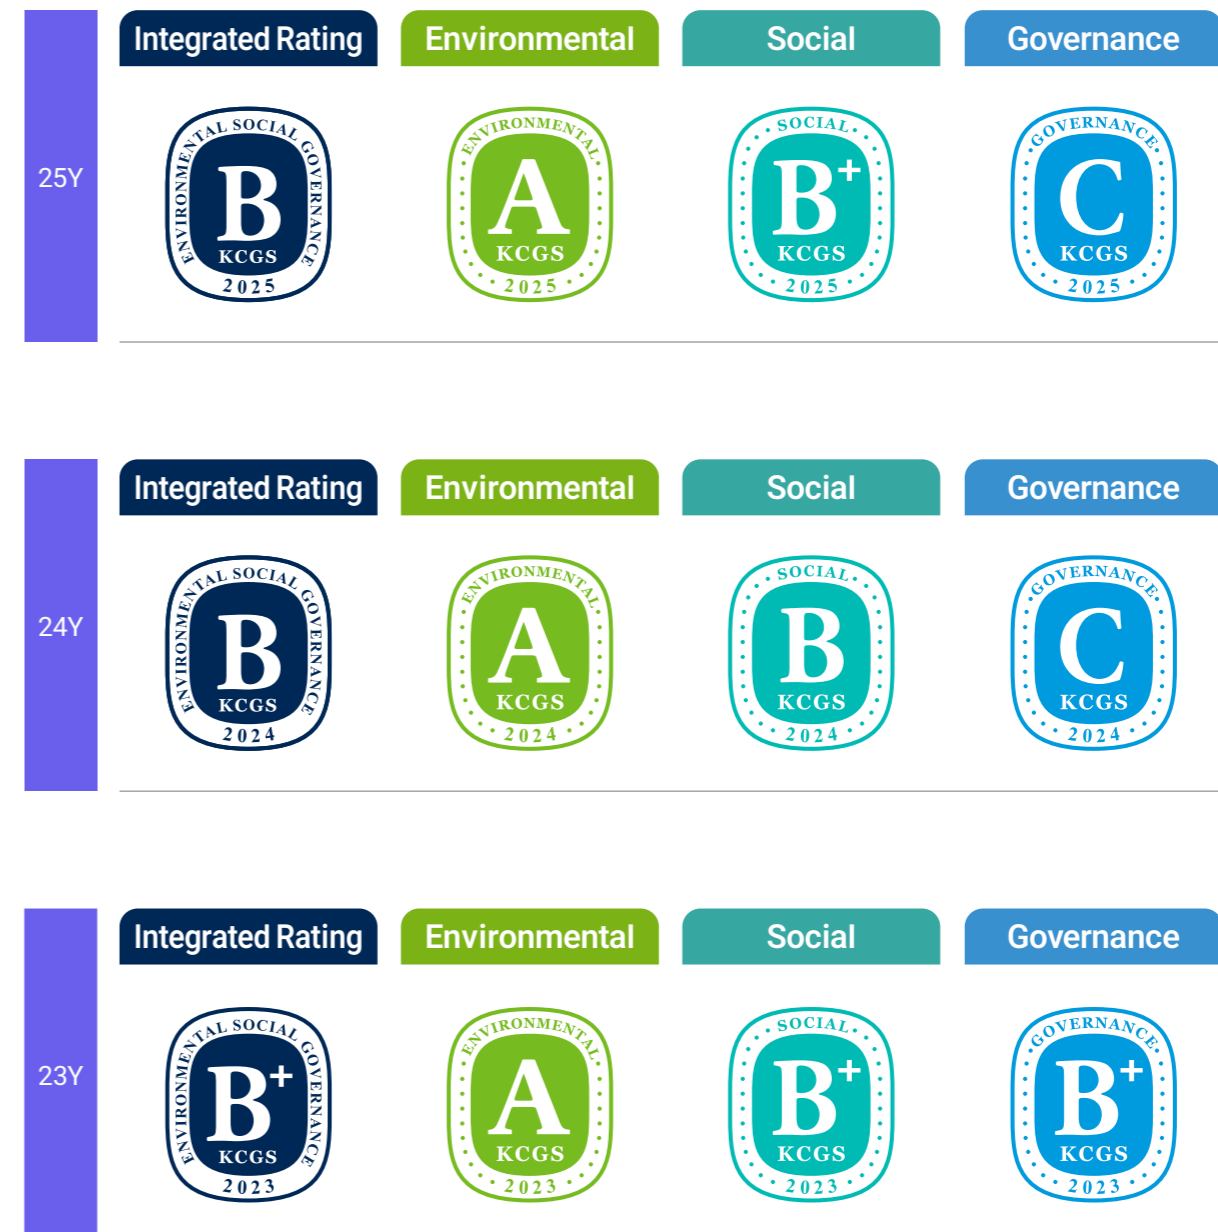 25Y
Integrated Rating
Environmental
Social
Governance
ENVIRONMENTAL SOCIAL GOVERNANCE
B
KCGS
2025
ENVIRONMENTAL
A
KCGS
2025
SOCIAL
B+
KCGS
2025
GOVERNANCE
C
KCGS
2025
24Y
Integrated Rating
Environmental
Social
Governance
ENVIRONMENTAL SOCIAL GOVERNANCE
B
KCGS
2024
ENVIRONMENTAL
A
KCGS
2024
SOCIAL
B
KCGS
2024
GOVERNANCE
C
KCGS
2024
23Y
Integrated Rating
Environmental
Social
Governance
ENVIRONMENTAL SOCIAL GOVERNANCE
B+
KCGS
2023
ENVIRONMENTAL
A
KCGS
2023
SOCIAL
B+
KCGS
2023
GOVERNANCE
B+
KCGS
2023